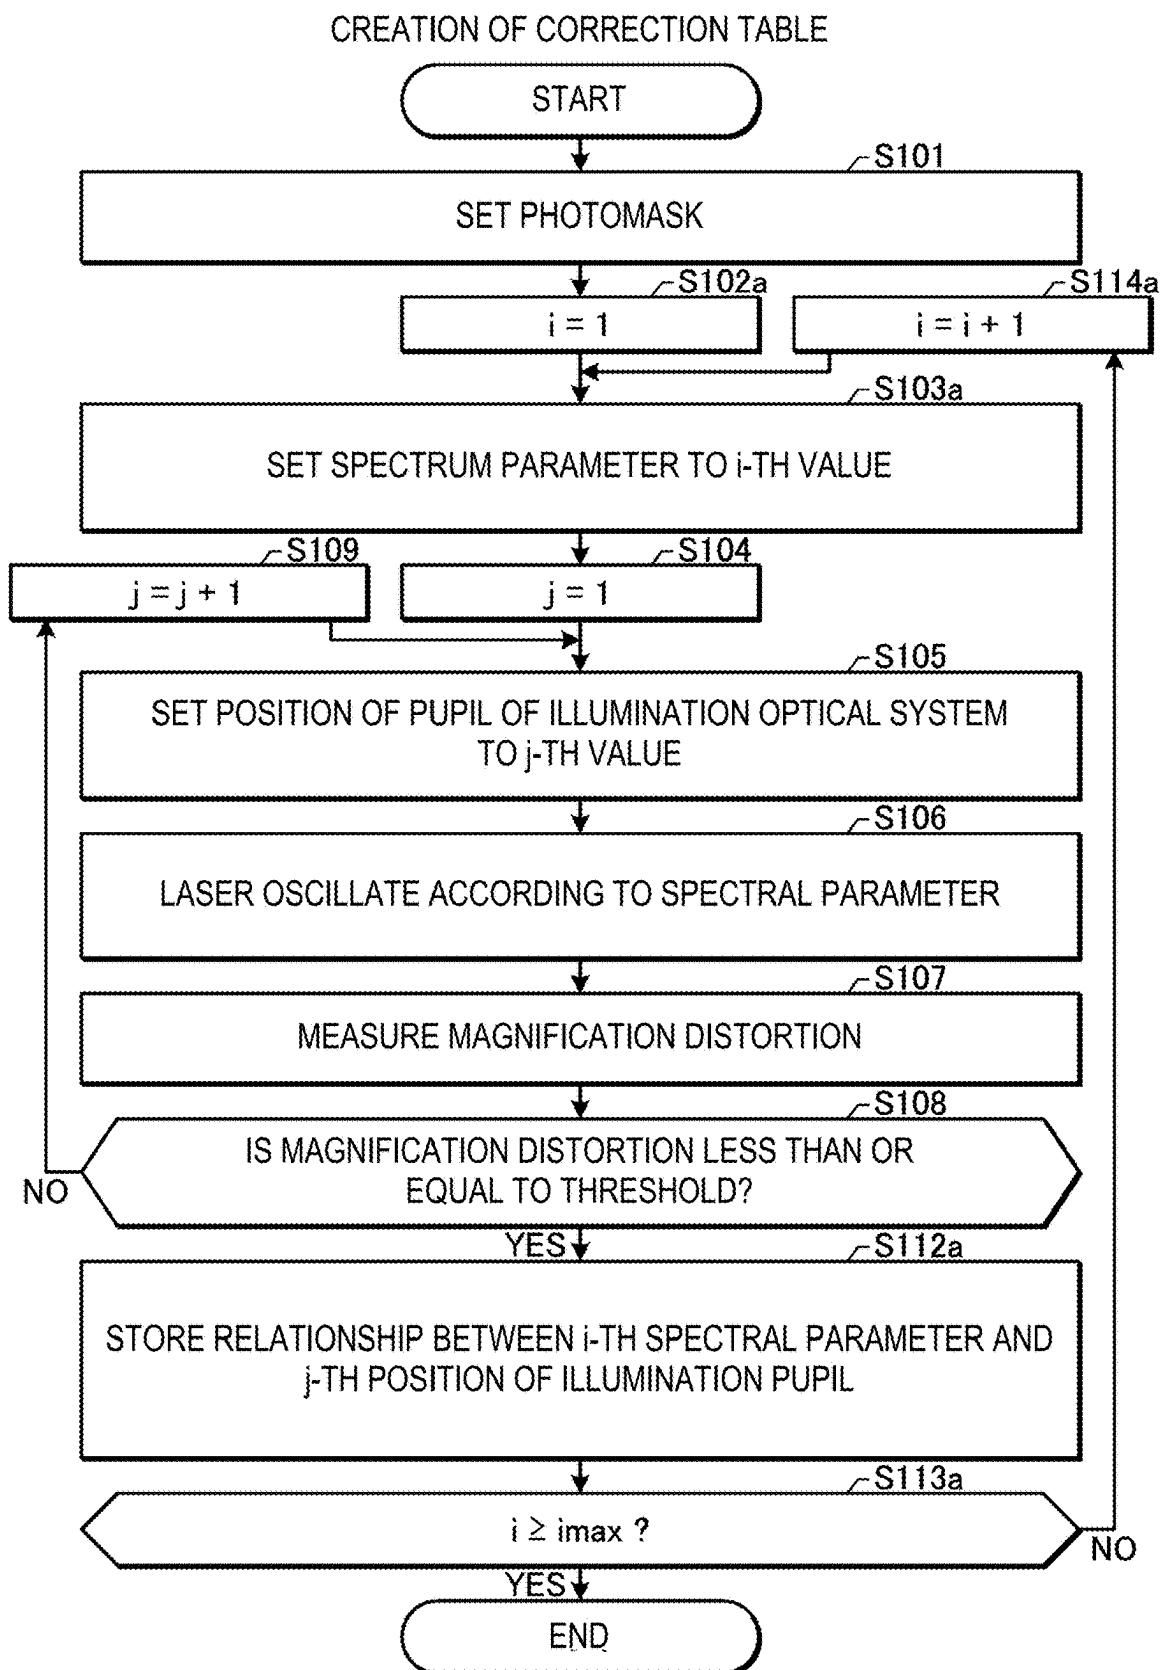 CREATION OF CORRECTION TABLE
START
S101
SET PHOTOMASK
S102a
i = 1
S114a
i = i + 1
S103a
SET SPECTRUM PARAMETER TO i-TH VALUE
S109
j = j + 1
S104
j = 1
S105
SET POSITION OF PUPIL OF ILLUMINATION OPTICAL SYSTEM
TO j-TH VALUE
S106
LASER OSCILLATE ACCORDING TO SPECTRAL PARAMETER
S107
MEASURE MAGNIFICATION DISTORTION
S108
IS MAGNIFICATION DISTORTION LESS THAN OR
EQUAL TO THRESHOLD?
NO
YES
S112a
STORE RELATIONSHIP BETWEEN i-TH SPECTRAL PARAMETER AND
j-TH POSITION OF ILLUMINATION PUPIL
S113a
i ≥ imax ?
NO
YES
END